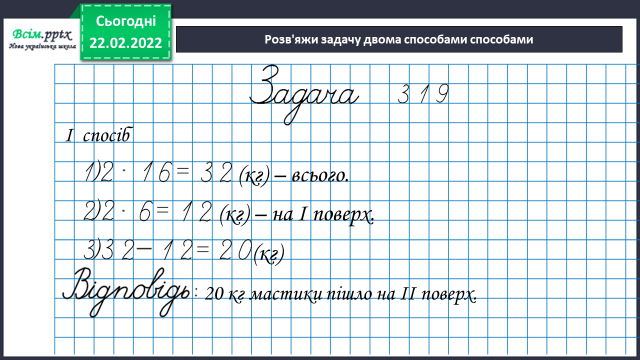 Всім.pptx
Нова українська школа
Сьогодні
22.02.2022
Розв'яжи задачу двома способами способами
Задача 319
І спосіб
1)2 · 16= 32 (кг) – всього.
2)2 · 6= 12 (кг) – на І поверх.
3)32– 12= 20(кг)
Відповідь: 20 кг мастики пішло на ІІ поверх.